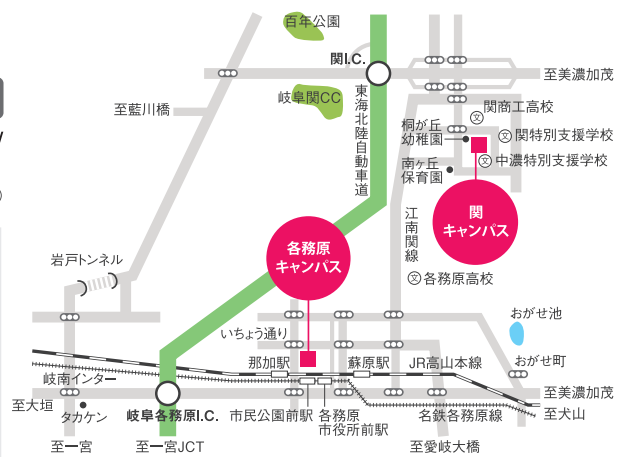 百年公園
関I.C.
至美濃加茂
岐阜関CC
東海北陸自動車道
至藍川橋
関商工高校
文
桐が丘
幼稚園
文 関特別支援学校
文 中濃特別支援学校
南ヶ丘
保育園
関
キャンパス
江南関線
各務原
キャンパス
岩戸トンネル
文 各務原高校
おがせ池
いちょう通り
那加駅
蘇原駅
JR高山本線
おがせ町
岐南インター
至美濃加茂
至大垣
タカケン
岐阜各務原I.C.
市民公園前駅
各務原
市役所前駅
名鉄各務原線
至犬山
至一宮
至一宮JCT
至愛岐大橋